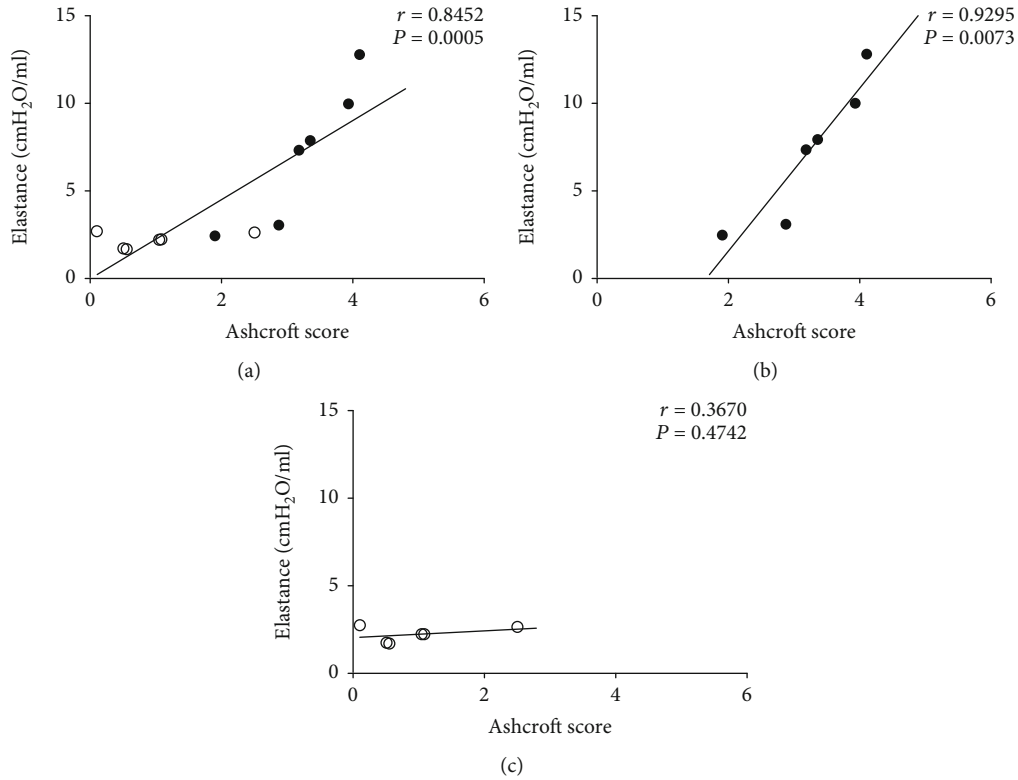 r = 0.8452
P = 0.0005
15
10
5
0
Elastance (cmH₂O/ml)
0 2 4 6
Ashcroft score
(a)
r = 0.9295
P = 0.0073
15
10
5
0
Elastance (cmH₂O/ml)
0 2 4 6
Ashcroft score
(b)
r = 0.3670
P = 0.4742
15
10
5
0
Elastance (cmH₂O/ml)
0 2 4 6
Ashcroft score
(c)